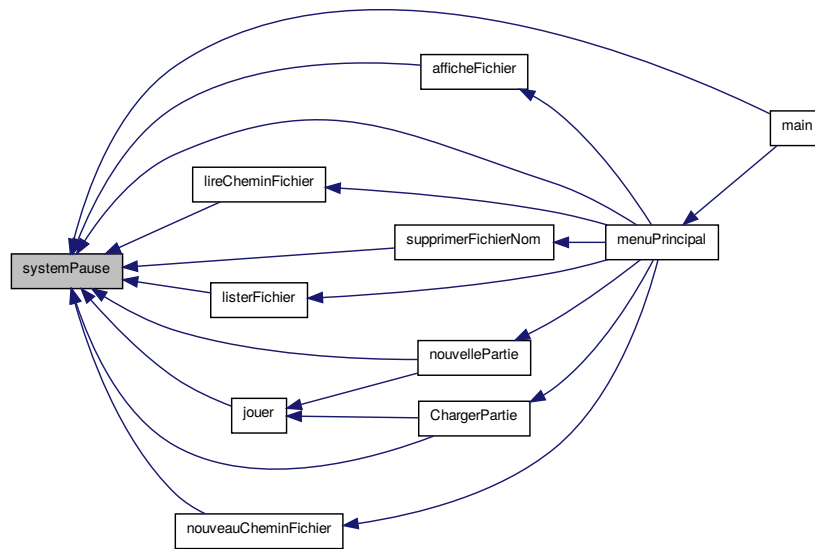 afficheFichier
main
lireCheminFichier
supprimerFichierNom
menuPrincipal
systemPause
listerFichier
nouvellePartie
jouer
ChargerPartie
nouveauCheminFichier